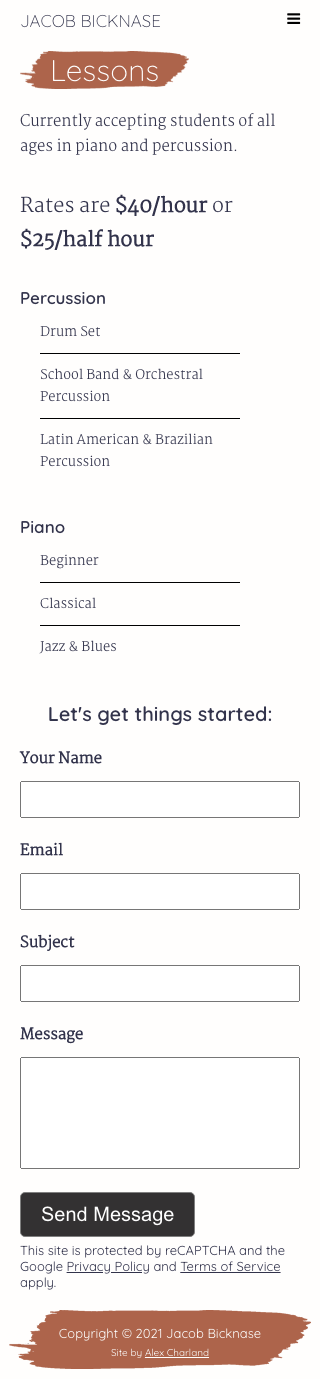 JACOB BICKNASE
Lessons
Currently accepting students of all
ages in piano and percussion.
Rates are $40/hour or
$25/half hour
Percussion
Drum Set
School Band & Orchestral
Percussion
Latin American & Brazilian
Percussion
Piano
Beginner
Classical
Jazz & Blues
Let's get things started:
Your Name
Email
Subject
Message
Send Message
This site is protected by reCAPTCHA and the
Google Privacy Policy and Terms of Service
apply.
Copyright © 2021 Jacob Bicknase
Site by Alex Charland